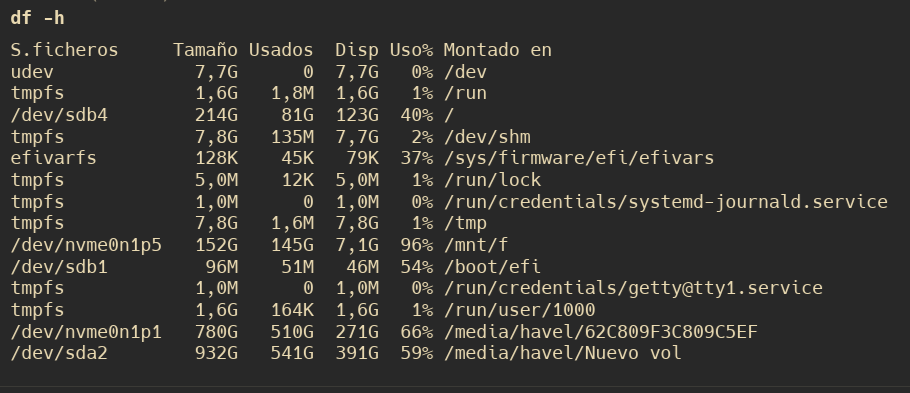 df -h
S.ficheros     Tamaño Usados  Disp Uso% Montado en
udev             7,7G      0  7,7G   0% /dev
tmpfs            1,6G   1,8M  1,6G   1% /run
/dev/sdb4        214G    81G  123G  40% /
tmpfs            7,8G   135M  7,7G   2% /dev/shm
efivarfs         128K    45K   79K  37% /sys/firmware/efi/efivars
tmpfs            5,0M    12K  5,0M   1% /run/lock
tmpfs            1,0M      0  1,0M   0% /run/credentials/systemd-journald.service
tmpfs            7,8G   1,6M  7,8G   1% /tmp
/dev/nvme0n1p5   152G   145G  7,1G  96% /mnt/f
/dev/sdb1         96M    51M   46M  54% /boot/efi
tmpfs            1,0M      0  1,0M   0% /run/credentials/getty@tty1.service
tmpfs            1,6G   164K  1,6G   1% /run/user/1000
/dev/nvme0n1p1   780G   510G  271G  66% /media/havel/62C809F3C809C5EF
/dev/sda2        932G   541G  391G  59% /media/havel/Nuevo vol